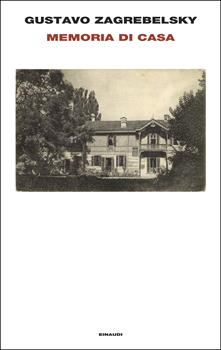 GUSTAVO ZAGREBELSKY
MEMORIA DI CASA
EINAUDI